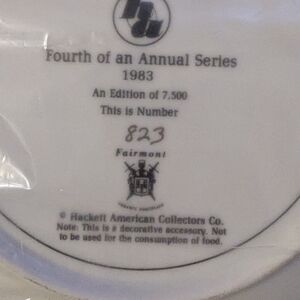 Fourth of an Annual Series
1983
An Edition of 7,500
This is Number
823
Fairmont
© Hackett American Collectors Co.
Note: This is a decorative accessory. Not
to be used for the consumption of food.